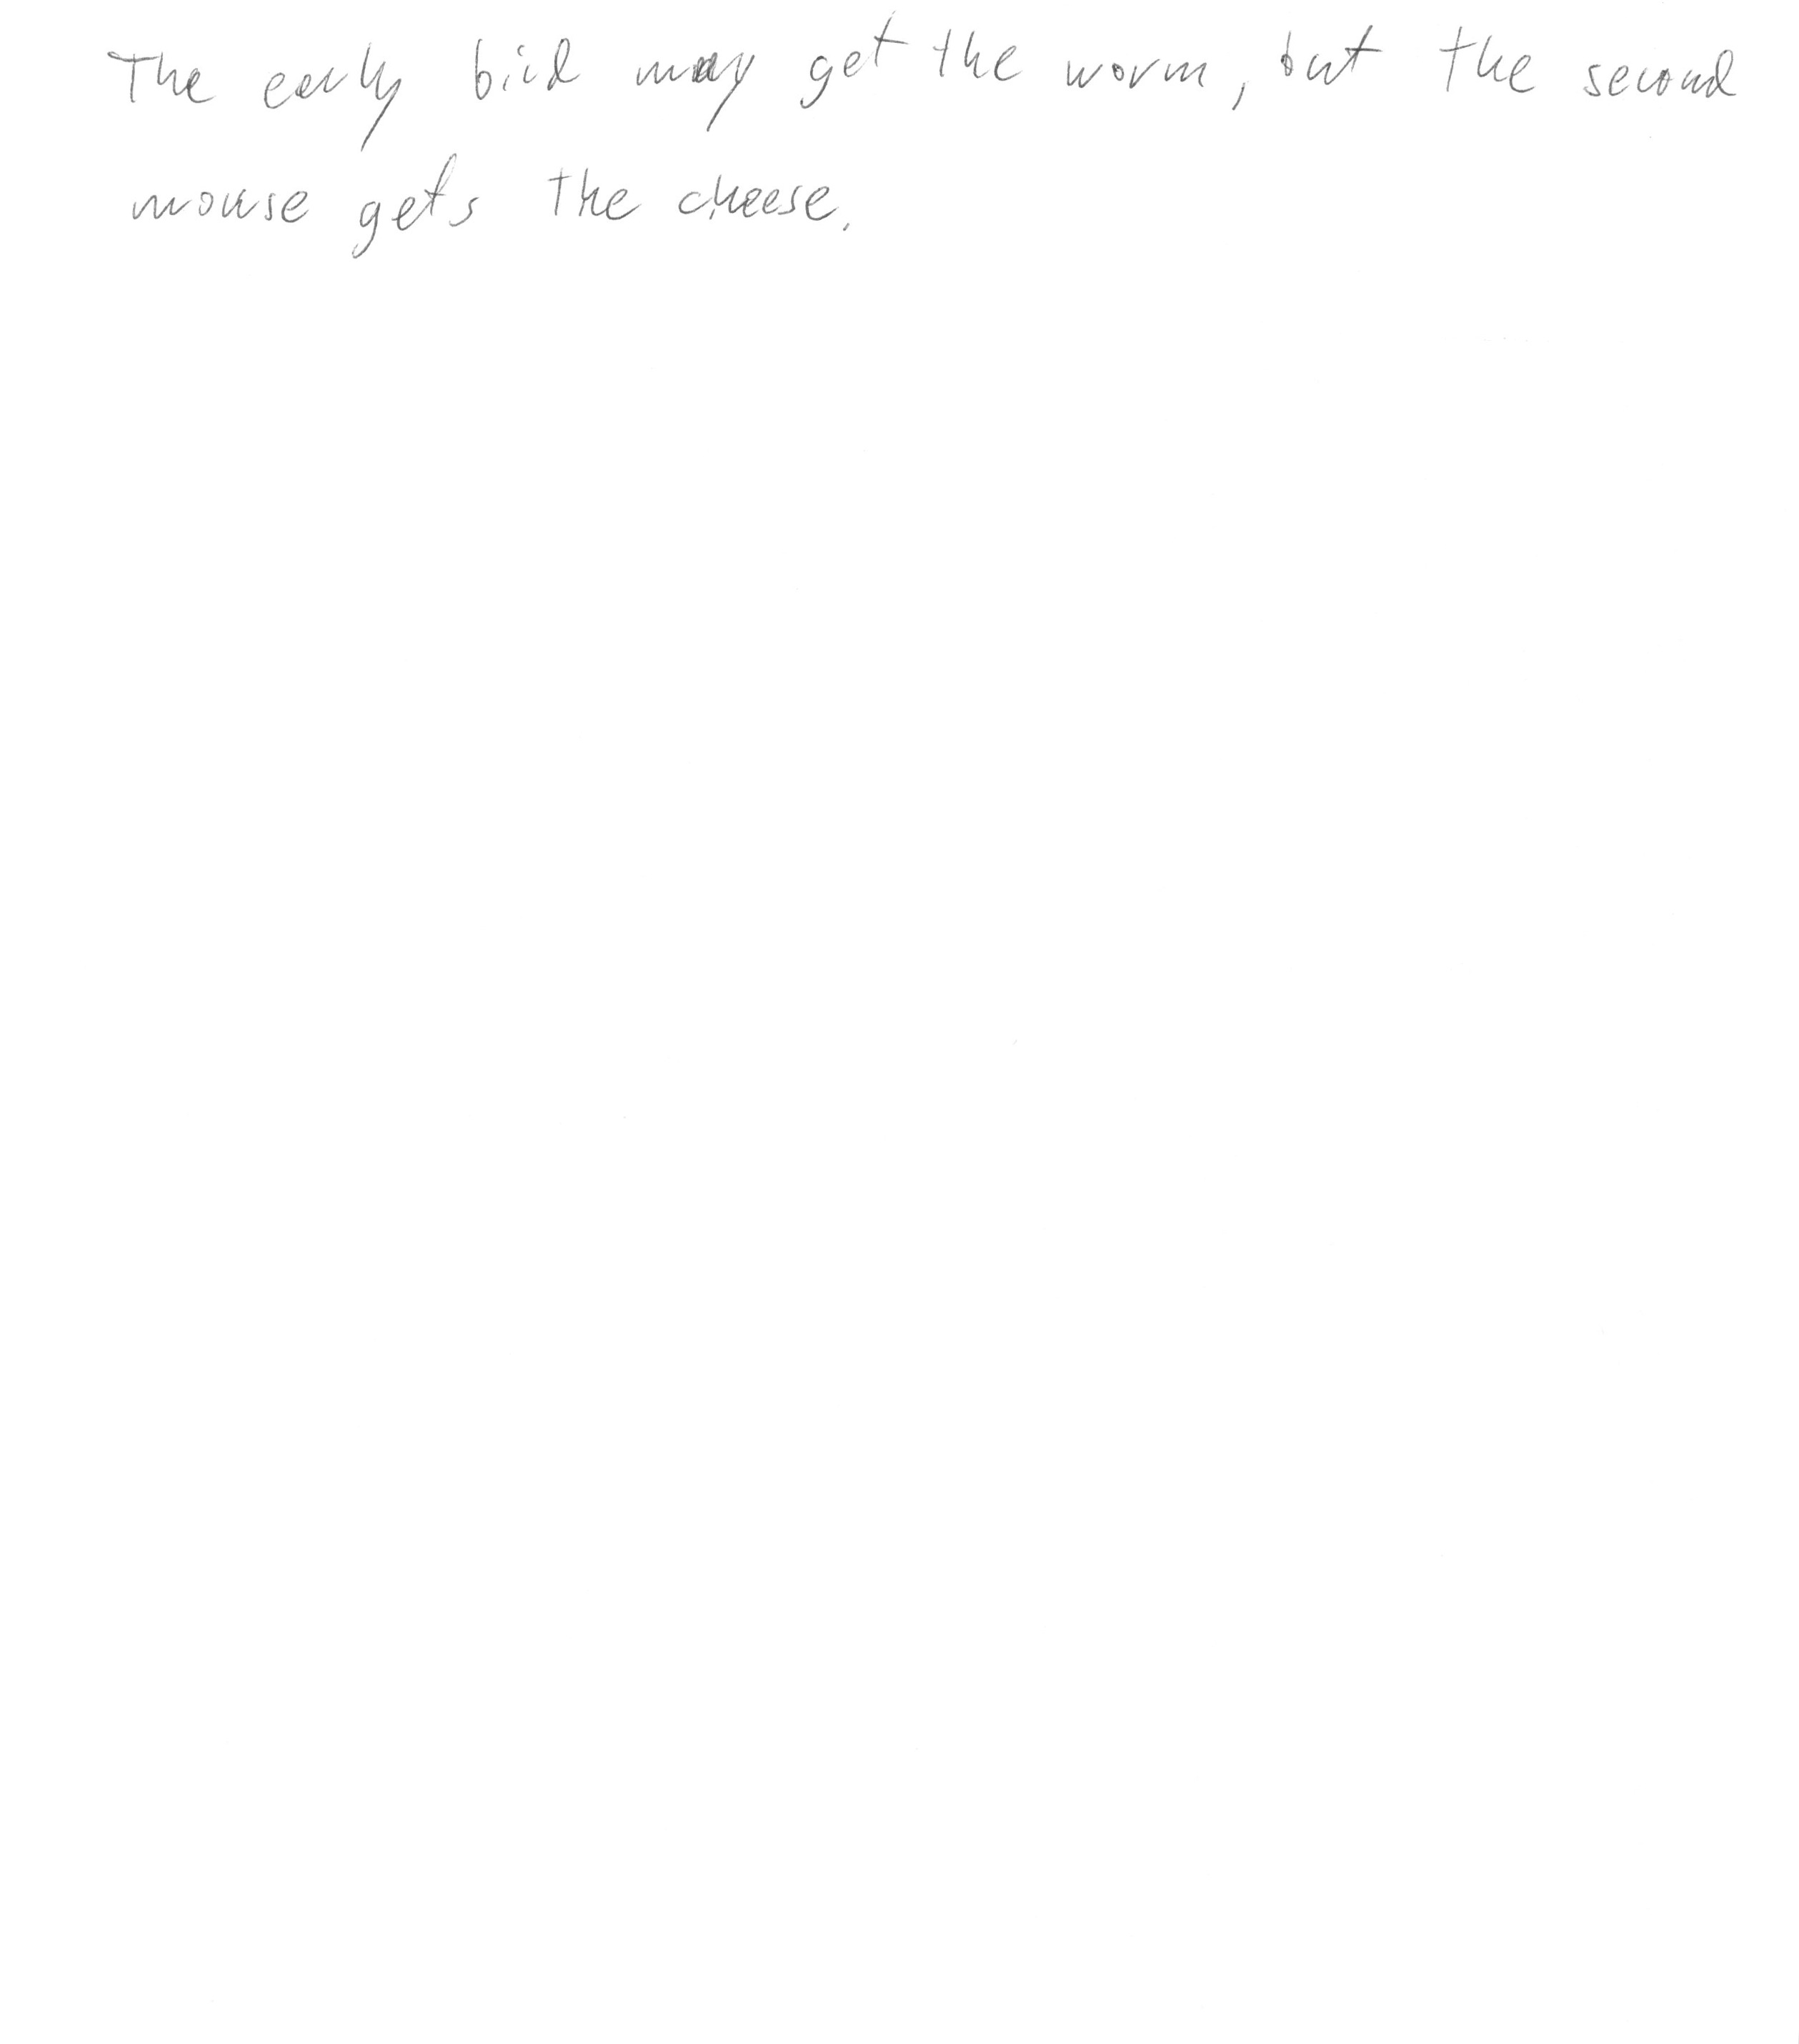 The early bird may get the worm, but the second
mouse gets the cheese.